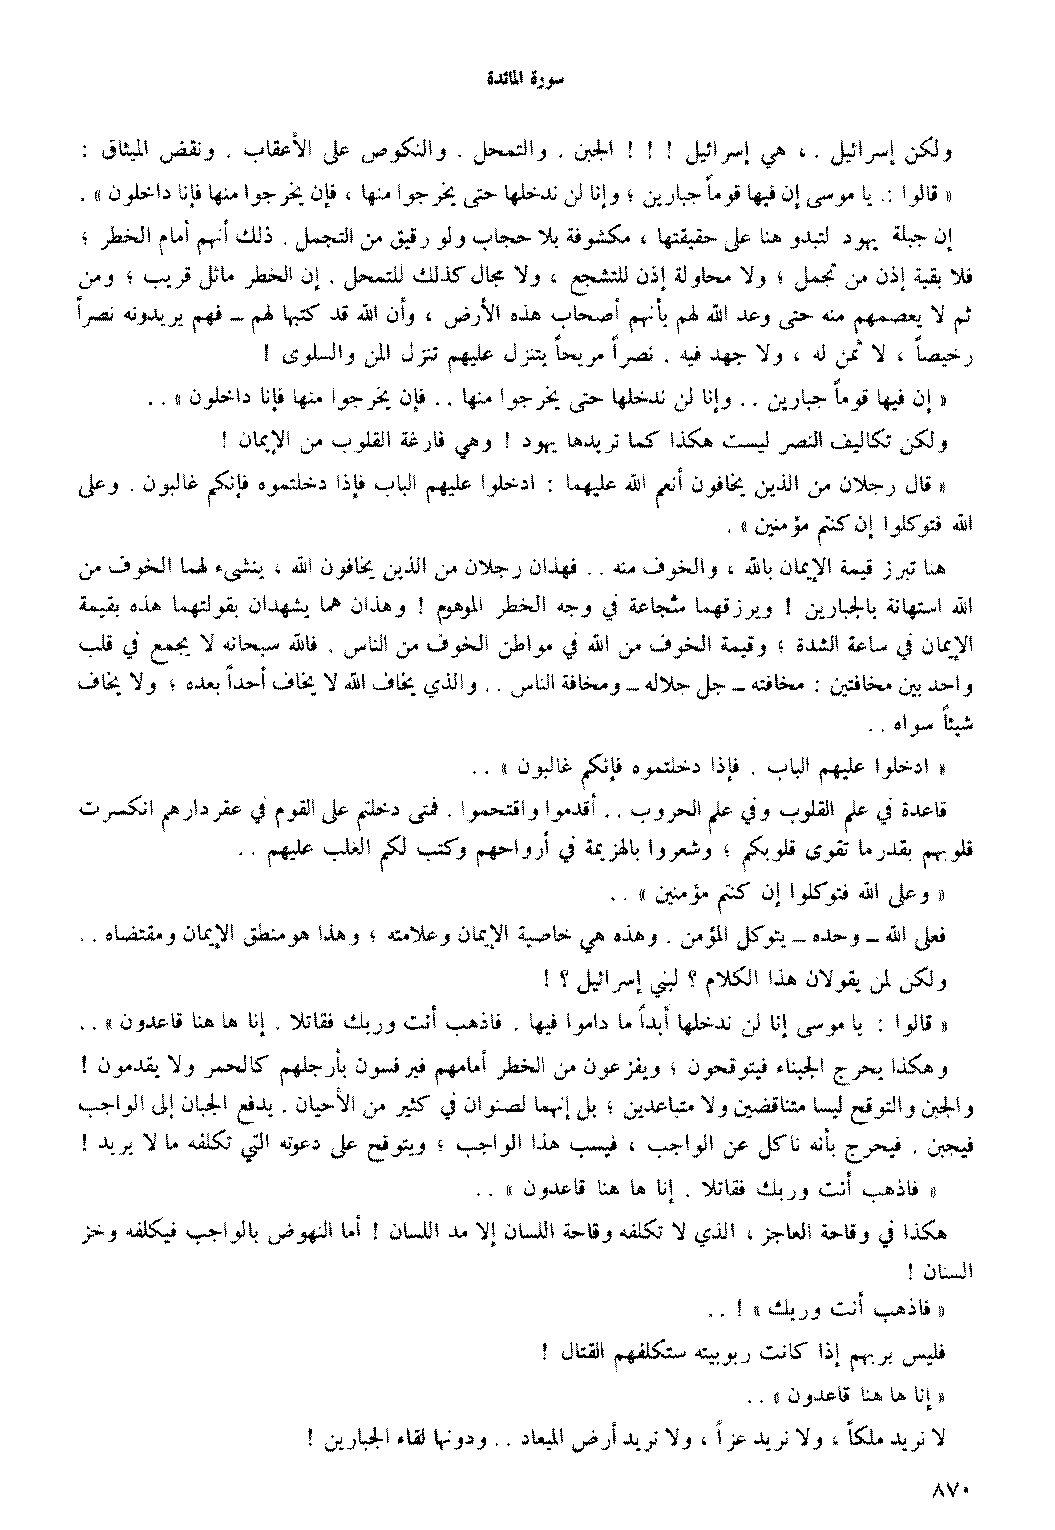 سورة المائدة
ولكن إسرائيل . ، هي إسرائيل ! ! ! الجبن . والتمحل . والنكوص على الأعقاب . ونقض الميثاق :
« قالوا :. يا موسى إن فيها قوماً جبارين ؛ وإنا لن ندخلها حتى يخرجوا منها ، فإن يخرجوا منها فإنا داخلون » .
إن جبلة يهود لتبدو هنا على حقيقتها ، مكشوفة بلا حجاب ولو رقيق من التجمل . ذلك أنهم أمام الخطر ؛
فلا بقية إذن من تجمل ؛ ولا محاولة إذن للتشجع ، ولا مجال كذلك للتمحل . إن الخطر ماثل قريب ؛ ومن
ثم لا يعصمهم منه حتى وعد الله لهم بأنهم أصحاب هذه الأرض ، وأن الله قد كتبها لهم – فهم يريدونه نصراً
رخيصاً ، لا ثمن له ، ولا جهد فيه . نصراً مريحاً يتنزل عليهم تنزل المن والسلوى !
« إن فيها قوماً جبارين .. وإنا لن ندخلها حتى يخرجوا منها .. فإن يخرجوا منها فإنا داخلون » ..
ولكن تكاليف النصر ليست هكذا كما تريدها يهود ! وهي فارغة القلوب من الإيمان !
« قال رجلان من الذين يخافون أنعم الله عليهما : ادخلوا عليهم الباب فإذا دخلتموه فإنكم غالبون . وعلى
الله فتوكلوا إن كنتم مؤمنين » .
هنا تبرز قيمة الإيمان بالله ، والخوف منه .. فهذان رجلان من الذين يخافون الله ، ينشىء لهما الخوف من
الله استهانة بالجبارين ! ويرزقهما شجاعة في وجه الخطر الموهوم ! وهذان هما يشهدان بقولتهما هذه بقيمة
الإيمان في ساعة الشدة ؛ وقيمة الخوف من الله في مواطن الخوف من الناس . فالله سبحانه لا يجمع في قلب
واحد بين مخافتين : مخافته – جل جلاله – ومخافة الناس .. والذي يخاف الله لا يخاف أحداً بعده ؛ ولا يخاف
شيئاً سواه ..
« ادخلوا عليهم الباب . فإذا دخلتموه فإنكم غالبون » ..
قاعدة في علم القلوب وفي علم الحروب .. أقدموا واقتحموا . فمتى دخلتم على القوم في عقر دارهم انكسرت
قلوبهم بقدر ما تقوى قلوبكم ؛ وشعروا بالهزيمة في أرواحهم وكتب لكم الغلب عليهم ..
« وعلى الله فتوكلوا إن كنتم مؤمنين » ..
فعلى الله – وحده – يتوكل المؤمن . وهذه هي خاصية الإيمان وعلامته ؛ وهذا هو منطق الإيمان ومقتضاه ..
ولكن لمن يقولان هذا الكلام ؟ لبني إسرائيل ؟ !
« قالوا : يا موسى إنا لن ندخلها أبداً ما داموا فيها . فاذهب أنت وربك فقاتلا . إنا ها هنا قاعدون » ..
وهكذا يحرج الجبناء فيتوقحون ؛ ويفزعون من الخطر أمامهم فيرفسون بأرجلهم كالحمر ولا يقدمون !
والجبن والتوقح ليسا متناقضين ولا متباعدين ؛ بل إنهما لصنوان في كثير من الأحيان . يدفع الجبان إلى الواجب
فيجبن . فيحرج بأنه ناكل عن الواجب ، فيسب هذا الواجب ؛ ويتوقح على دعوته التي تكلفه ما لا يريد !
« فاذهب أنت وربك فقاتلا . إنا ها هنا قاعدون » ..
هكذا في وقاحة العاجز ، الذي لا تكلفه وقاحة اللسان إلا مد اللسان ! أما النهوض بالواجب فيكلفه وخز
السنان !
« فاذهب أنت وربك » ! ..
فليس بربهم إذا كانت ربوبيته ستكلفهم القتال !
« إنا ها هنا قاعدون » ..
لا نريد ملكاً ، ولا نريد عزاً ، ولا نريد أرض الميعاد .. ودونها لقاء الجبارين !
٨٧٠